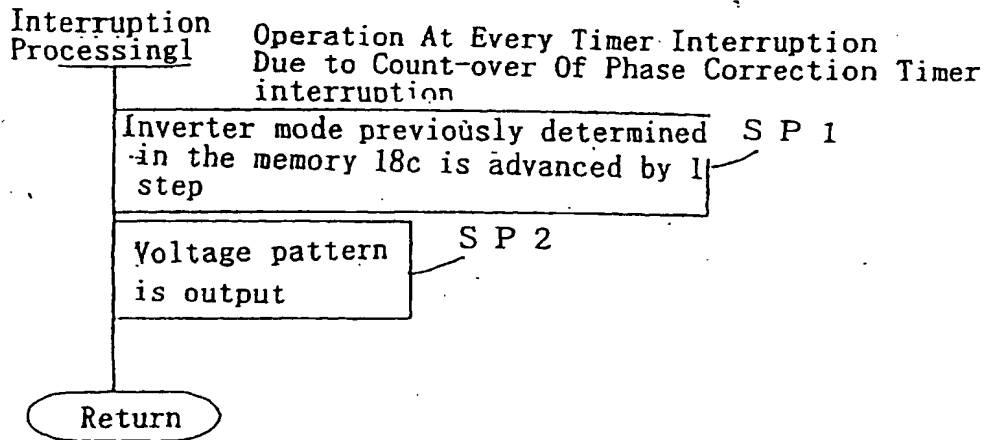 Interruption
Processing1
Operation At Every Timer Interruption
Due to Count-over Of Phase Correction Timer
interruption
Inverter mode previously determined
in the memory 18c is advanced by 1
step
S P 1
Voltage pattern
is output
S P 2
Return